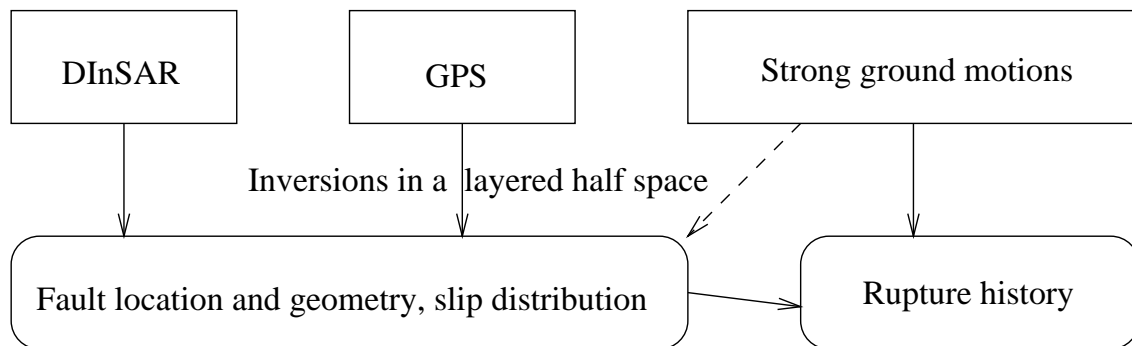 DInSAR
GPS
Strong ground motions
Inversions in a layered half space
Fault location and geometry, slip distribution
Rupture history